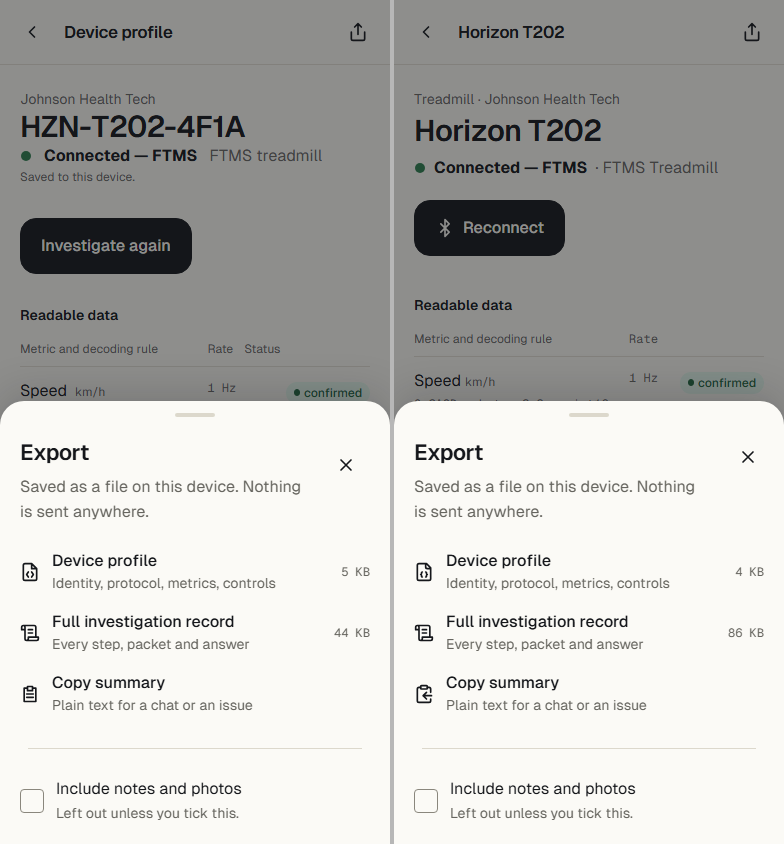 Device profile
Johnson Health Tech
HZN-T202-4F1A
Connected — FTMS FTMS treadmill
Saved to this device.
Investigate again
Readable data
Metric and decoding rule Rate Status
Speed km/h 1 Hz confirmed
Export
Saved as a file on this device. Nothing
is sent anywhere.
Device profile
Identity, protocol, metrics, controls
5 KB
Full investigation record
Every step, packet and answer
44 KB
Copy summary
Plain text for a chat or an issue
Include notes and photos
Left out unless you tick this.
Horizon T202
Treadmill · Johnson Health Tech
Horizon T202
Connected — FTMS · FTMS Treadmill
Reconnect
Readable data
Metric and decoding rule Rate
Speed km/h 1 Hz confirmed
Export
Saved as a file on this device. Nothing
is sent anywhere.
Device profile
Identity, protocol, metrics, controls
4 KB
Full investigation record
Every step, packet and answer
86 KB
Copy summary
Plain text for a chat or an issue
Include notes and photos
Left out unless you tick this.